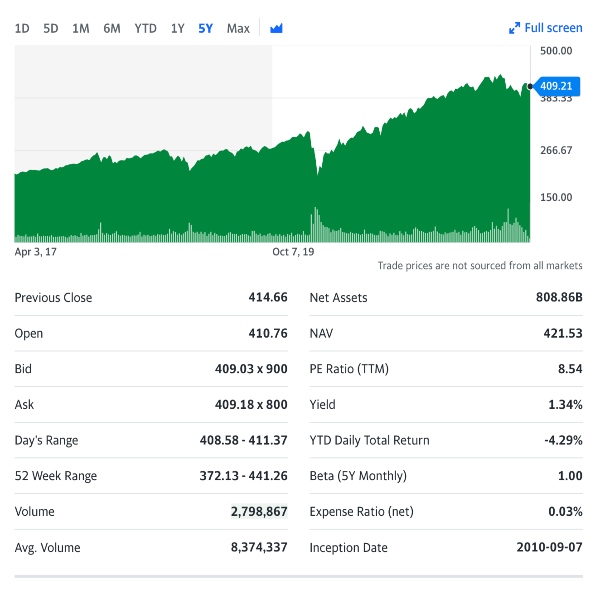 1D 5D 1M 6M YTD 1Y 5Y Max Full screen
500.00
409.21
383.33
266.67
150.00
Apr 3, 17 Oct 7, 19
Trade prices are not sourced from all markets
Previous Close 414.66 Net Assets 808.86B
Open 410.76 NAV 421.53
Bid 409.03 x 900 PE Ratio (TTM) 8.54
Ask 409.18 x 800 Yield 1.34%
Day's Range 408.58 - 411.37 YTD Daily Total Return -4.29%
52 Week Range 372.13 - 441.26 Beta (5Y Monthly) 1.00
Volume 2,798,867 Expense Ratio (net) 0.03%
Avg. Volume 8,374,337 Inception Date 2010-09-07